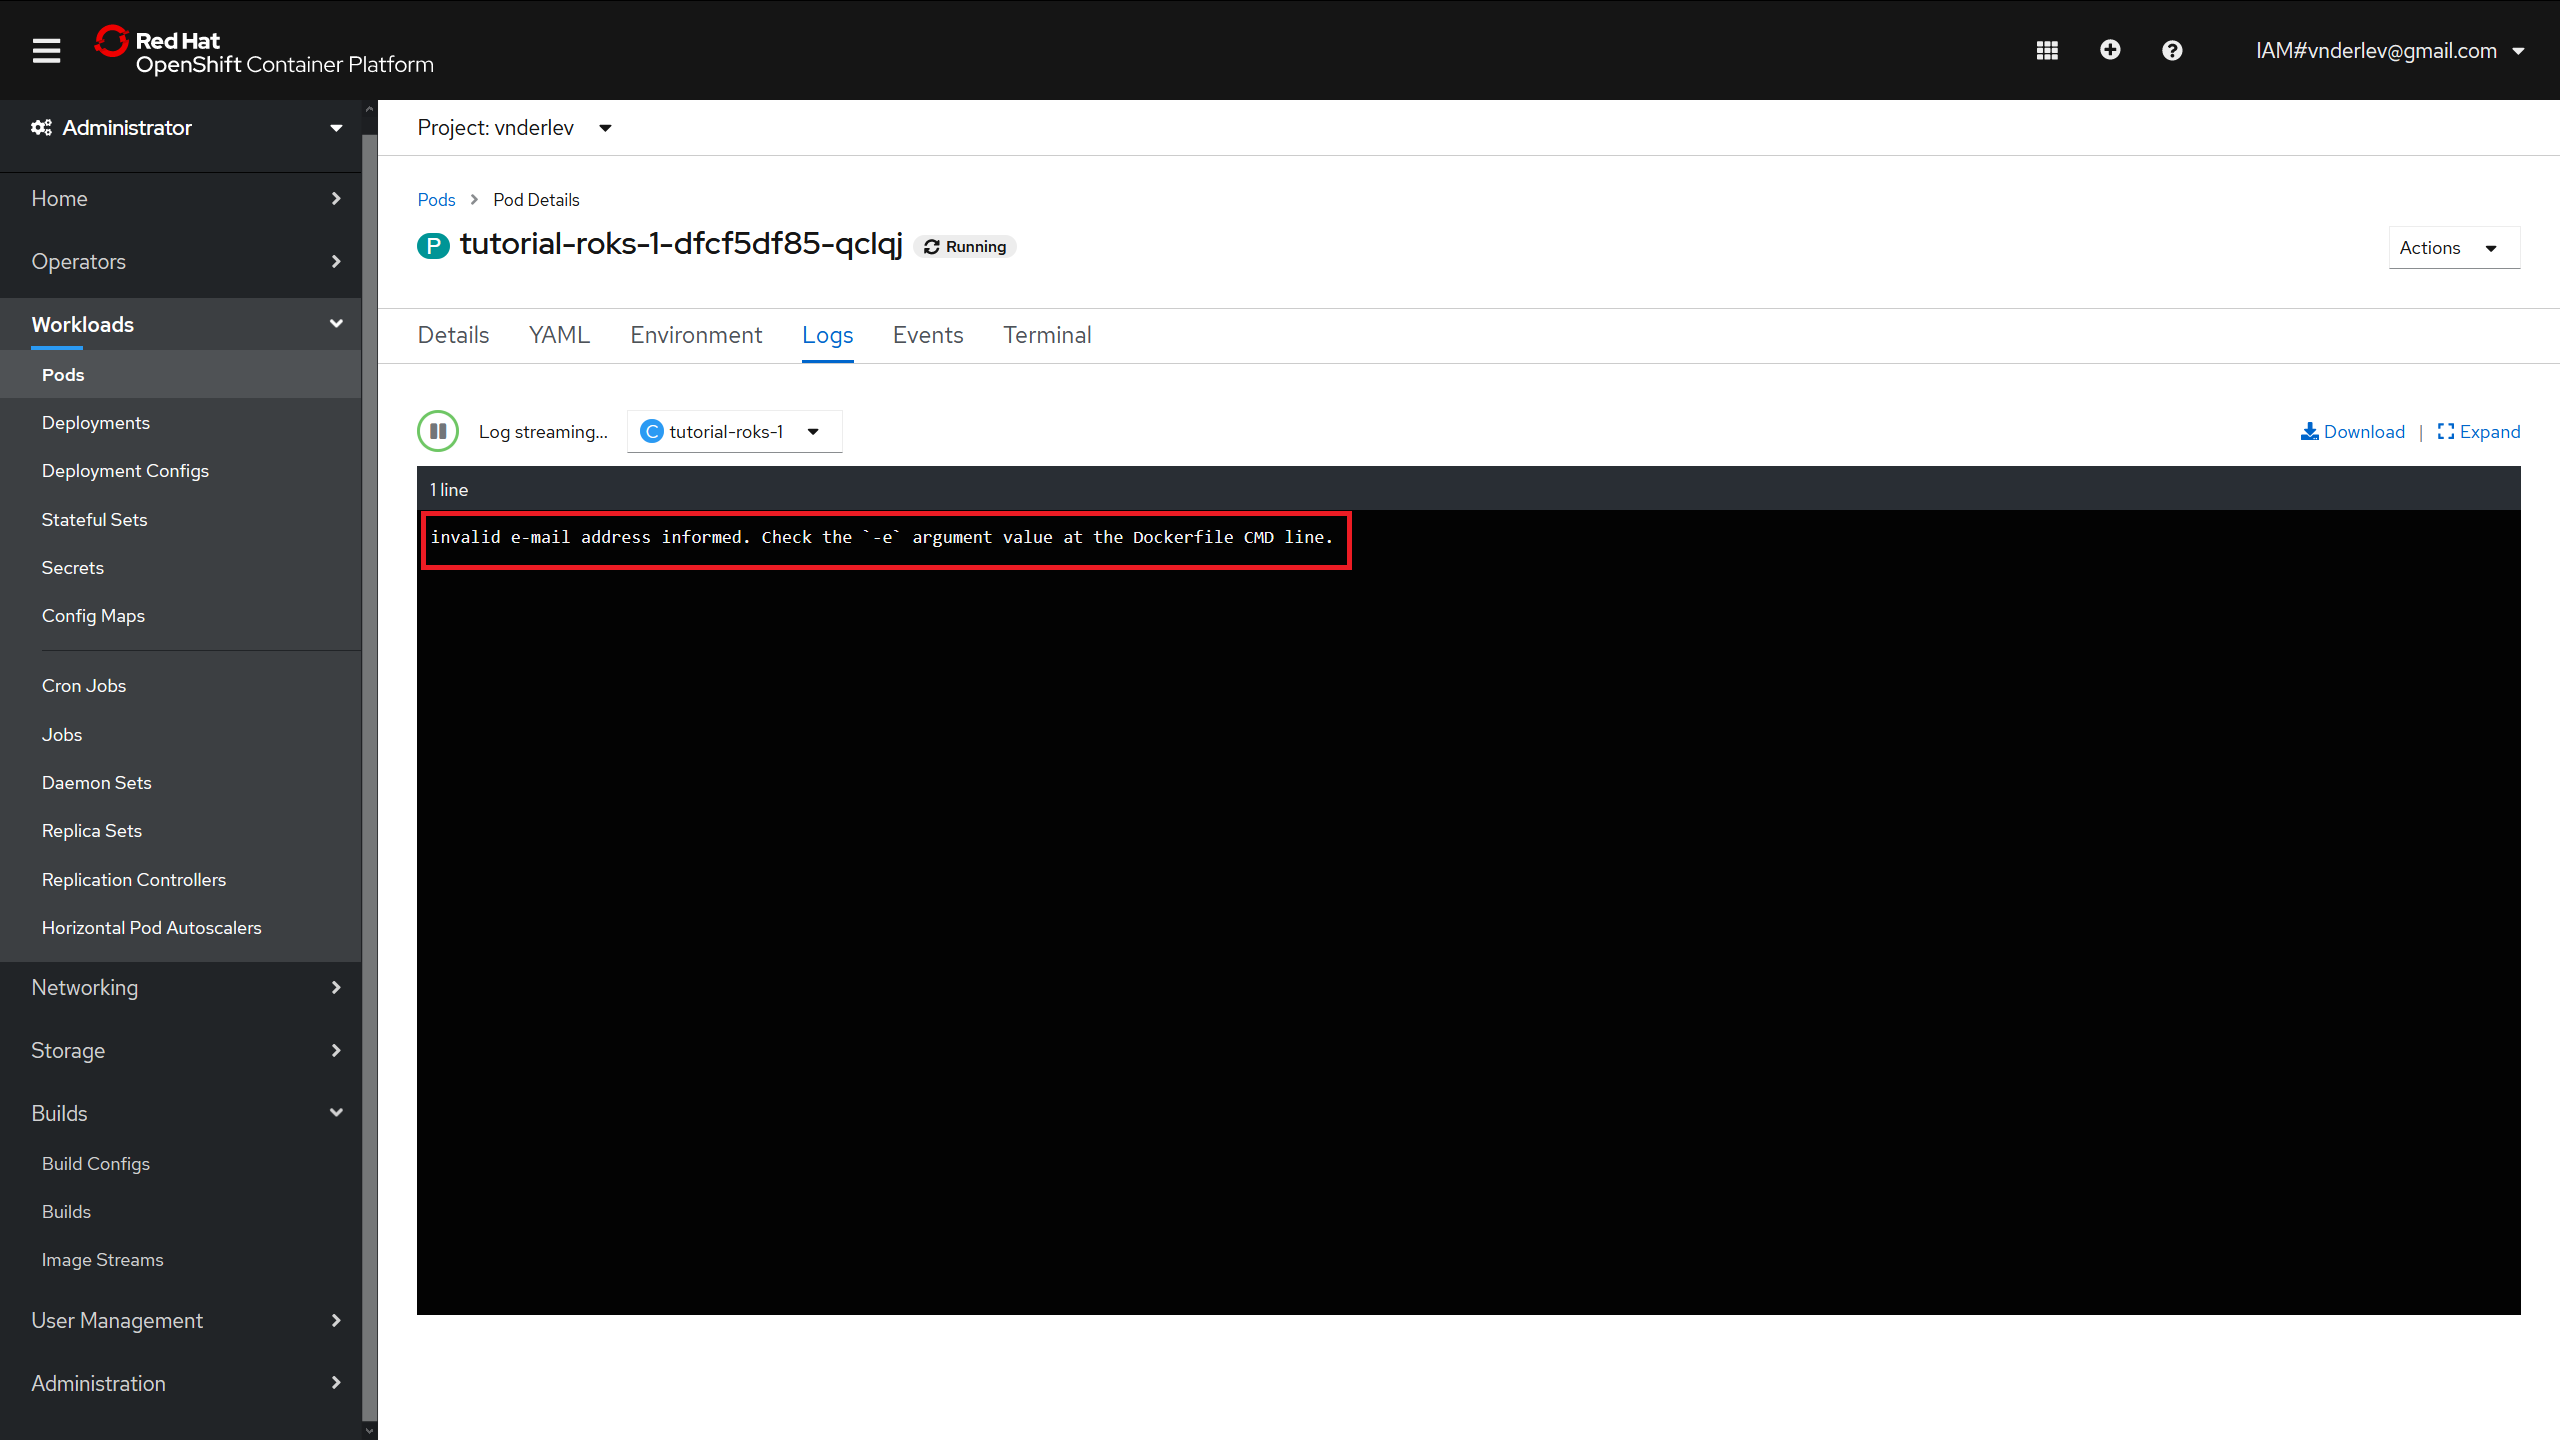 Red Hat
OpenShift Container Platform
IAM#vnderlev@gmail.com
Administrator
Home
Operators
Workloads
Pods
Deployments
Deployment Configs
Stateful Sets
Secrets
Config Maps
Cron Jobs
Jobs
Daemon Sets
Replica Sets
Replication Controllers
Horizontal Pod Autoscalers
Networking
Storage
Builds
Build Configs
Builds
Image Streams
User Management
Administration
Project: vnderlev
Pods > Pod Details
P tutorial-roks-1-dfcf5df85-qclqj Running
Actions
Details YAML Environment Logs Events Terminal
Log streaming... C tutorial-roks-1 Download | Expand
1 line
invalid e-mail address informed. Check the `-e` argument value at the Dockerfile CMD line.